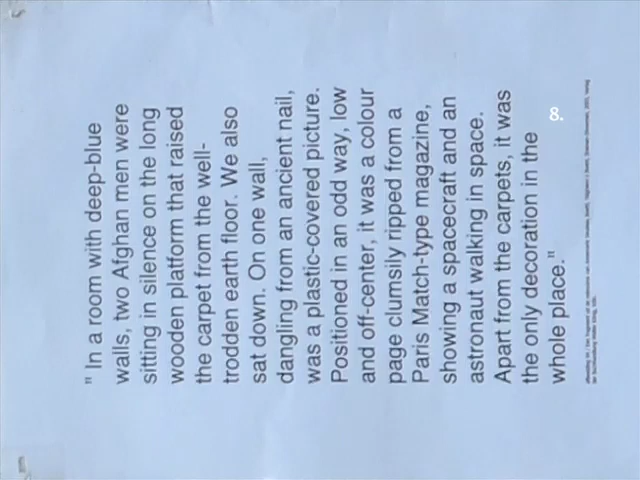 " In a room with deep-blue
walls, two Afghan men were
sitting in silence on the long
wooden platform that raised
the carpet from the well-
trodden earth floor. We also
sat down. On one wall,
dangling from an ancient nail,
was a plastic-covered picture.
Positioned in an odd way, low
and off-center, it was a colour
page clumsily ripped from a
Paris Match-type magazine,
showing a spacecraft and an
astronaut walking in space.
Apart from the carpets, it was
the only decoration in the
whole place."